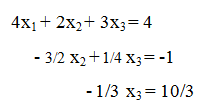 4x₁ + 2x₂ + 3x₃ = 4
- 3/2 x₂ + 1/4 x₃ = -1
- 1/3 x₃ = 10/3